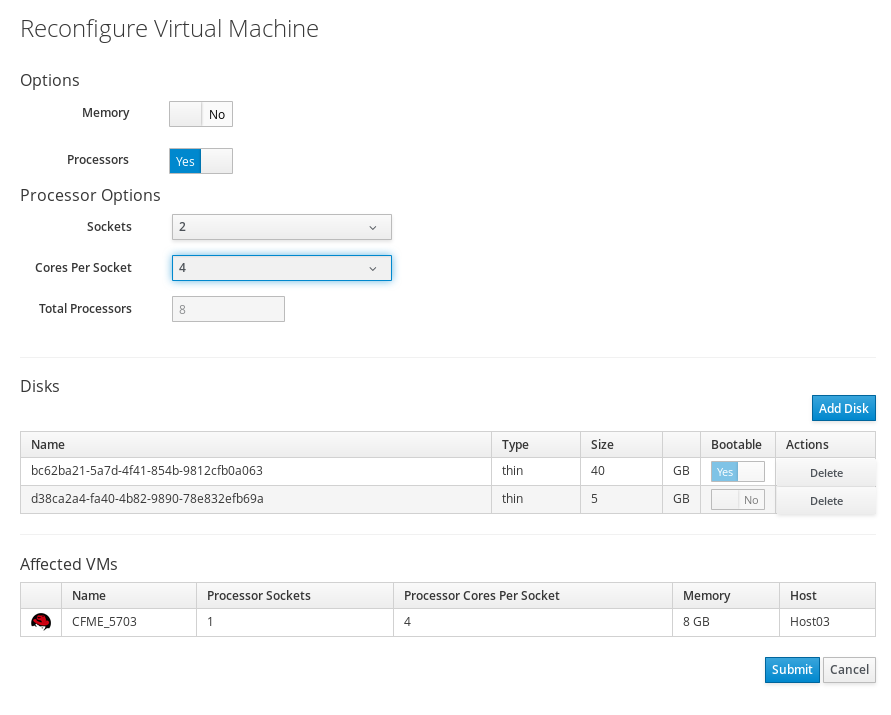 Reconfigure Virtual Machine
Options
Memory No
Processors Yes
Processor Options
Sockets 2
Cores Per Socket 4
Total Processors 8
Disks
Add Disk
Name Type Size Bootable Actions
bc62ba21-5a7d-4f41-854b-9812cfb0a063 thin 40 GB Yes Delete
d38ca2a4-fa40-4b82-9890-78e832efb69a thin 5 GB No Delete
Affected VMs
Name Processor Sockets Processor Cores Per Socket Memory Host
CFME_5703 1 4 8 GB Host03
Submit Cancel